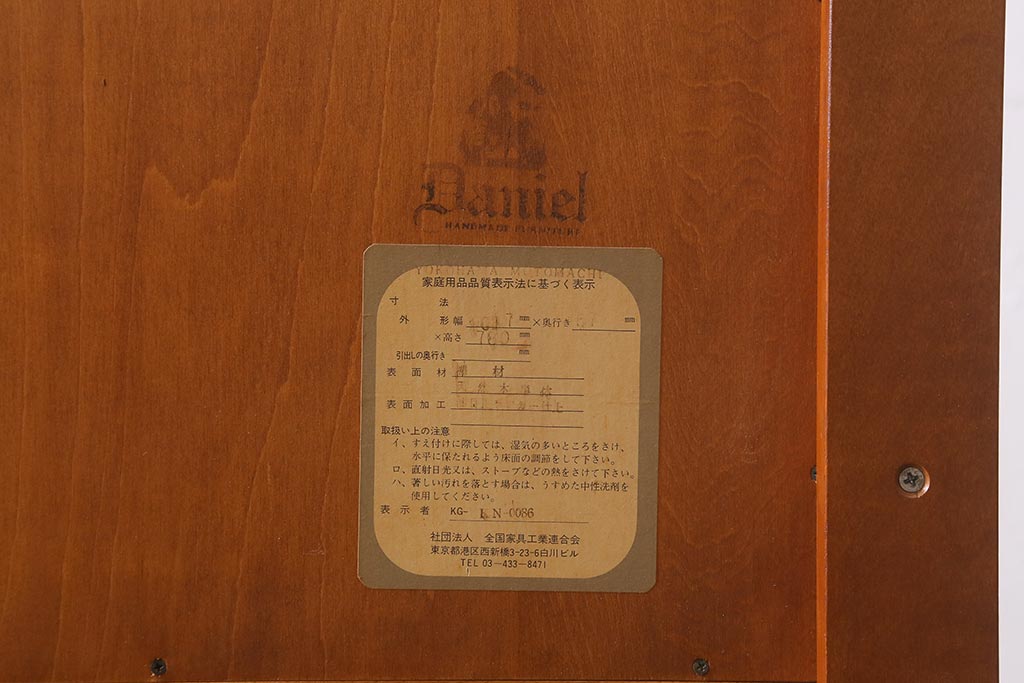 Daniel
HANDMADE FURNITURE
YOKOHAMA MOTOMACHI
家庭用品品質表示法に基づく表示
寸 法
外 形 幅 mm ×奥行き mm
×高さ 780 mm
引出しの奥行き mm
表 面 材 材
天然木
表面加工
取扱い上の注意
イ、すえ付けに際しては、湿気の多いところをさけ、
水平に保たれるよう床面の調節をして下さい。
ロ、直射日光又は、ストーブなどの熱をさけて下さい。
ハ、著しい汚れを落とす場合は、うすめた中性洗剤を
使用してください。
表 示 者 KG- KN-0086
社団法人 全国家具工業連合会
東京都港区西新橋3-23-6白川ビル
TEL 03-433-8471